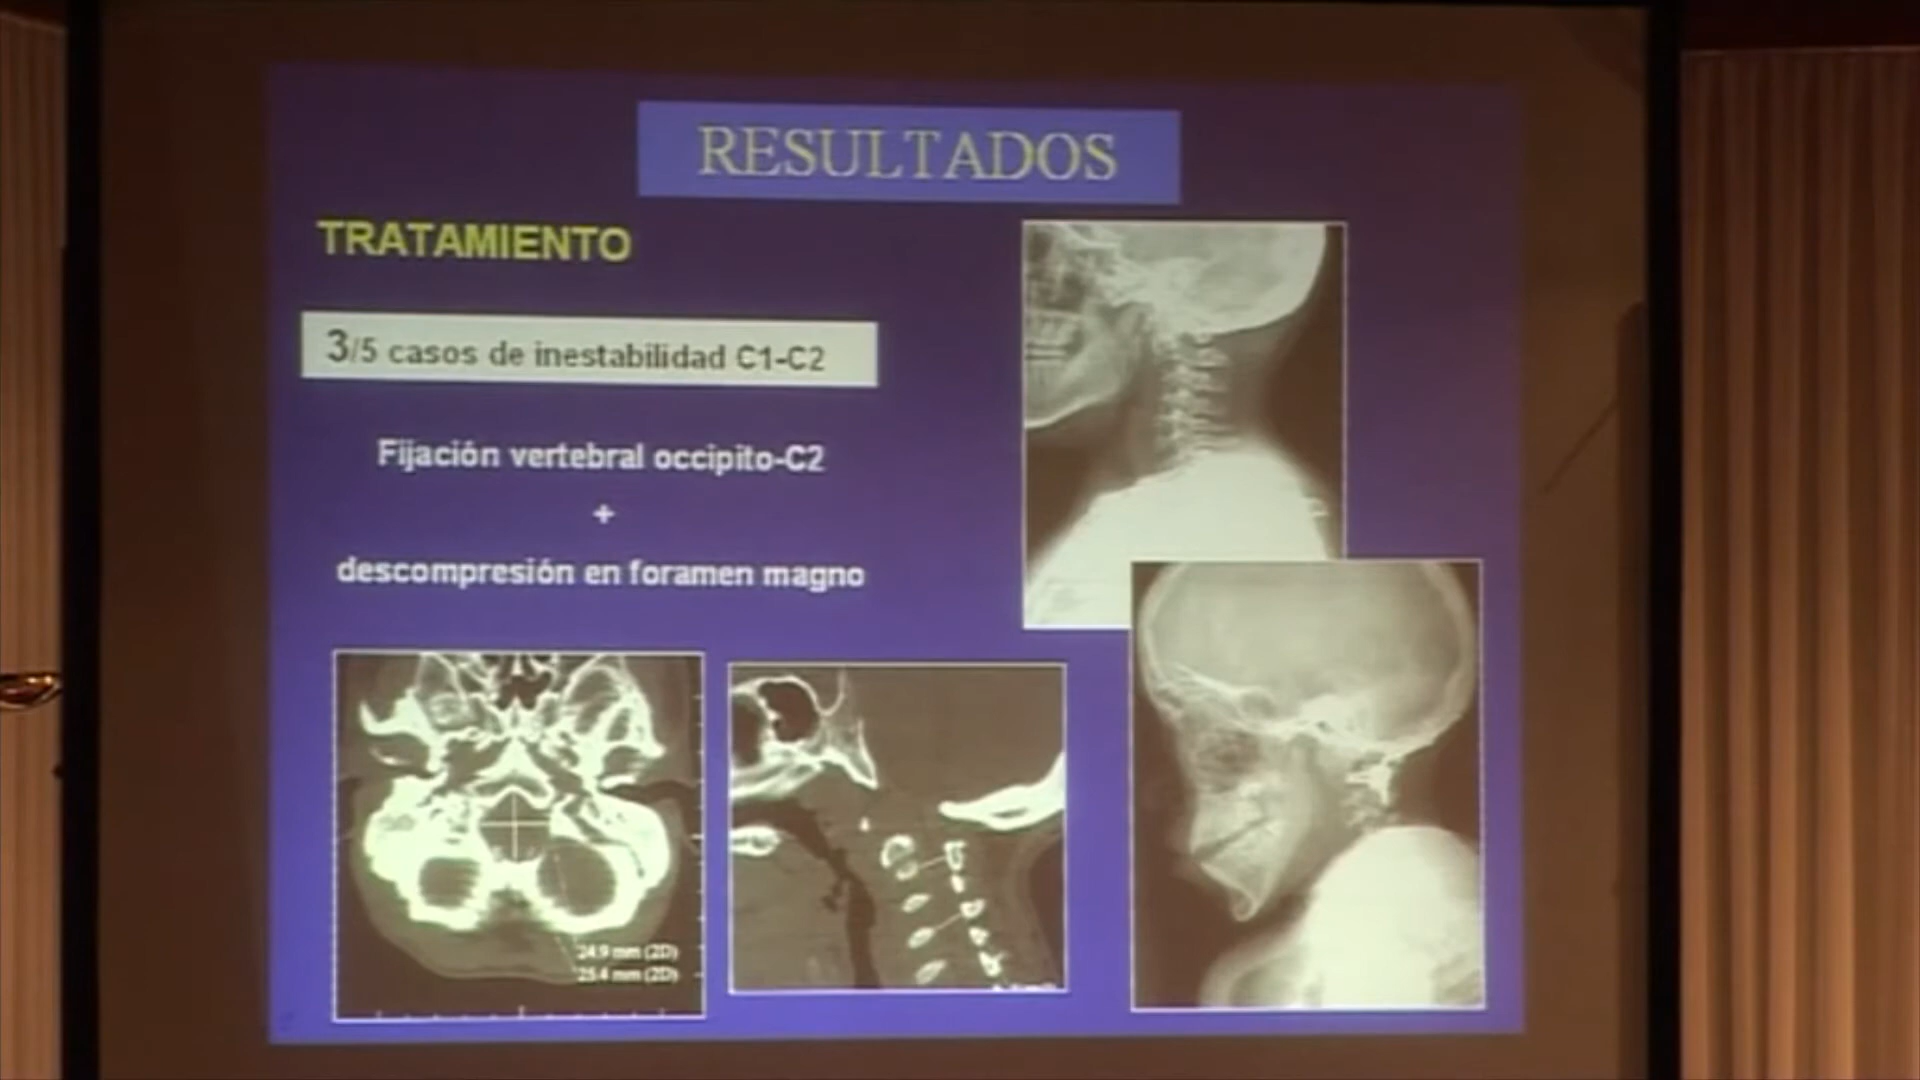 RESULTADOS
TRATAMIENTO
3/5 casos de inestabilidad C1-C2
Fijación vertebral occipito-C2
+
descompresión en foramen magno
24.9 mm (2D)
25.4 mm (2D)